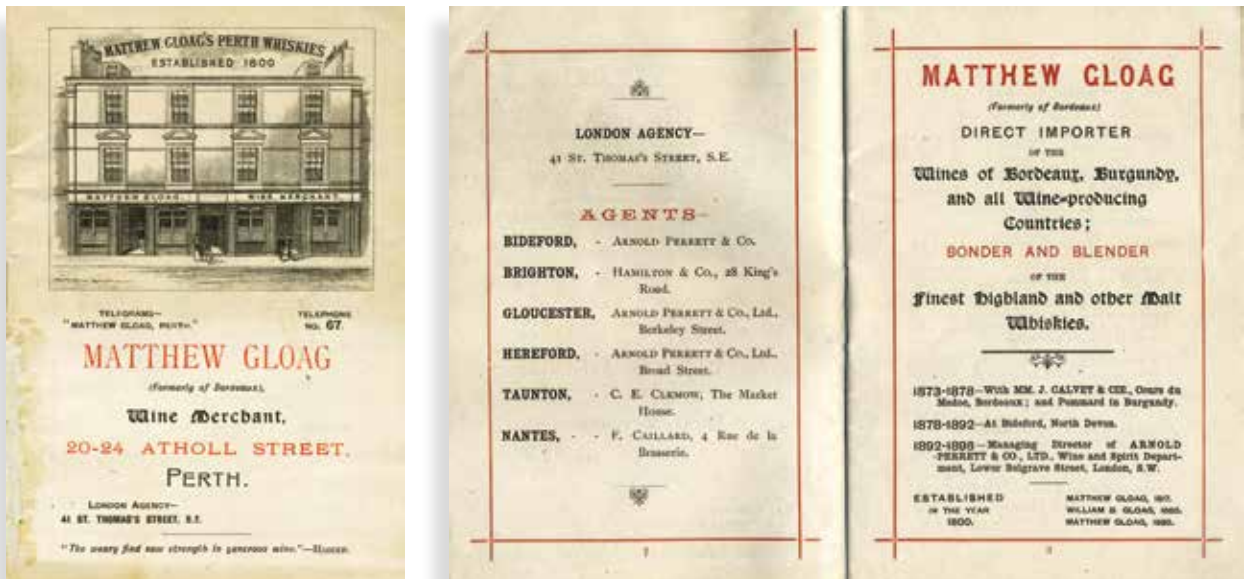 MATTHEW GLOAG'S PERTH WHISKIES
ESTABLISHED 1800
MATTHEW GLOAG. WINE MERCHANT.
TELEGRAMS—
"MATTHEW GLOAG, PERTH."
TELEPHONE
NO. 67
MATTHEW GLOAG
(Formerly of Bordeaux),
Wine Merchant,
20-24 ATHOLL STREET,
PERTH.
LONDON AGENCY—
41 ST. THOMAS'S STREET, S.E.
"The weary find new strength in generous wine."—
LONDON AGENCY—
41 ST. THOMAS'S STREET, S.E.
AGENTS—
BIDEFORD, - ARNOLD PERRETT & CO.
BRIGHTON, - HAMILTON & CO., 28 King's
Road.
GLOUCESTER, ARNOLD PERRETT & CO., Ltd.,
Berkeley Street.
HEREFORD, - ARNOLD PERRETT & CO., Ltd.,
Broad Street.
TAUNTON, - C. E. CLEMOW, The Market
House.
NANTES, - - F. CAILLARD, 4 Rue de la
Brasserie.
MATTHEW GLOAG
(Formerly of Bordeaux)
DIRECT IMPORTER
OF THE
Wines of Bordeaux, Burgundy,
and all Wine-producing
Countries;
BONDER AND BLENDER
OF THE
Finest Highland and other Malt
Whiskies.
1873-1878—With MM. J. CALVET & CIE., Cours du
Medoc, Bordeaux; and Pommard in Burgundy.
1878-1892—At Bideford, North Devon.
1892-1896—Managing Director of ARNOLD
PERRETT & CO., LTD., Wine and Spirit Depart-
ment, Lower Belgrave Street, London, S.W.
ESTABLISHED
IN THE YEAR
1800.
MATTHEW GLOAG, 1817.
WILLIAM B. GLOAG,
MATTHEW GLOAG,